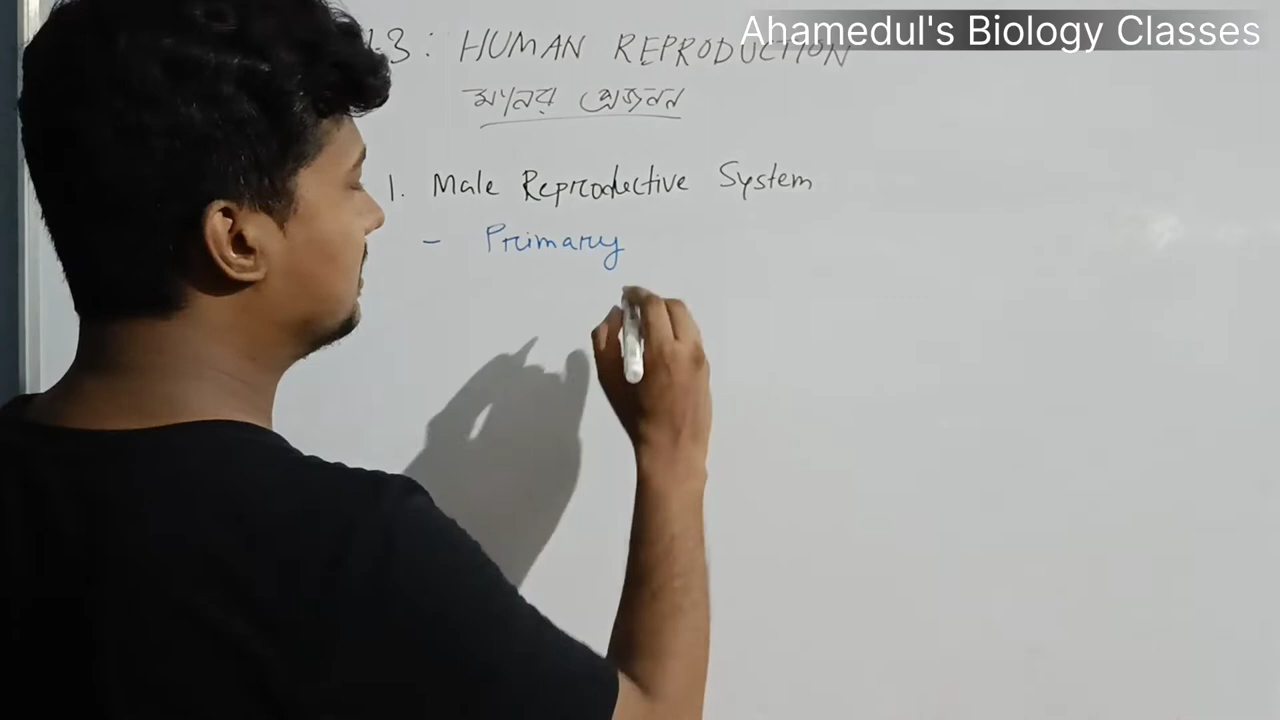 Ahamedul's Biology Classes
-3: HUMAN REPRODUCTION
মানব প্রজনন
1. Male Reproductive System
- Primary